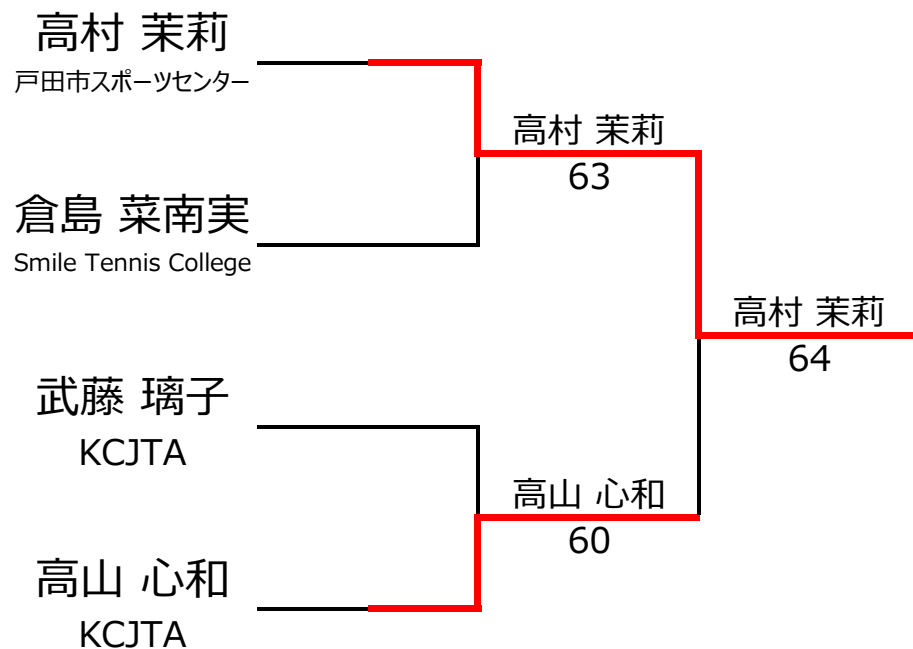 高村 茉莉
戸田市スポーツセンター
高村 茉莉
63
倉島 菜南実
Smile Tennis College
高村 茉莉
64
武藤 璃子
KCJTA
高山 心和
60
高山 心和
KCJTA